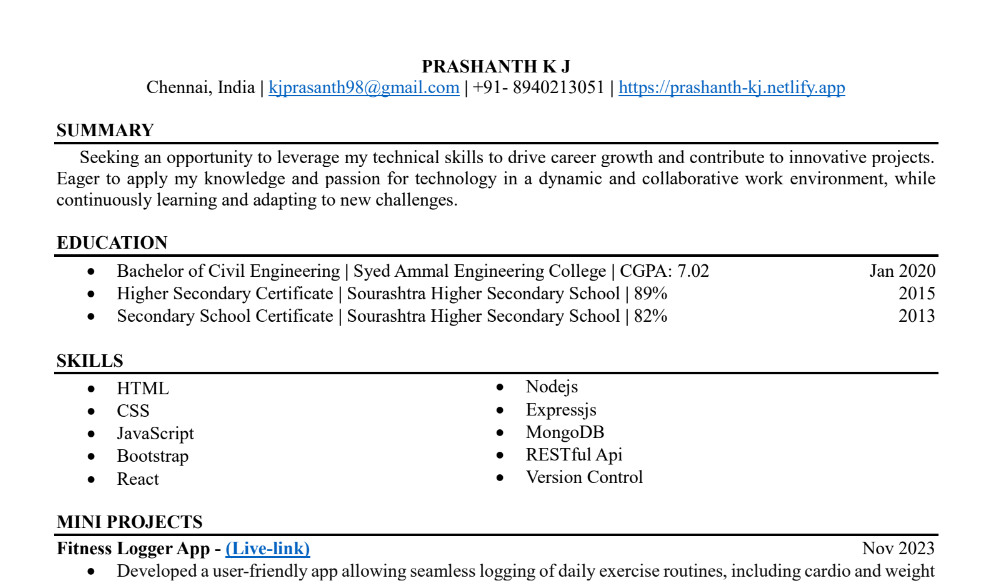 PRASHANTH K J
Chennai, India | kjprasanth98@gmail.com | +91- 8940213051 | https://prashanth-kj.netlify.app
SUMMARY
Seeking an opportunity to leverage my technical skills to drive career growth and contribute to innovative projects.
Eager to apply my knowledge and passion for technology in a dynamic and collaborative work environment, while
continuously learning and adapting to new challenges.
EDUCATION
• Bachelor of Civil Engineering | Syed Ammal Engineering College | CGPA: 7.02 Jan 2020
• Higher Secondary Certificate | Sourashtra Higher Secondary School | 89% 2015
• Secondary School Certificate | Sourashtra Higher Secondary School | 82% 2013
SKILLS
• HTML
• CSS
• JavaScript
• Bootstrap
• React
• Nodejs
• Expressjs
• MongoDB
• RESTful Api
• Version Control
MINI PROJECTS
Fitness Logger App - (Live-link) Nov 2023
• Developed a user-friendly app allowing seamless logging of daily exercise routines, including cardio and weight